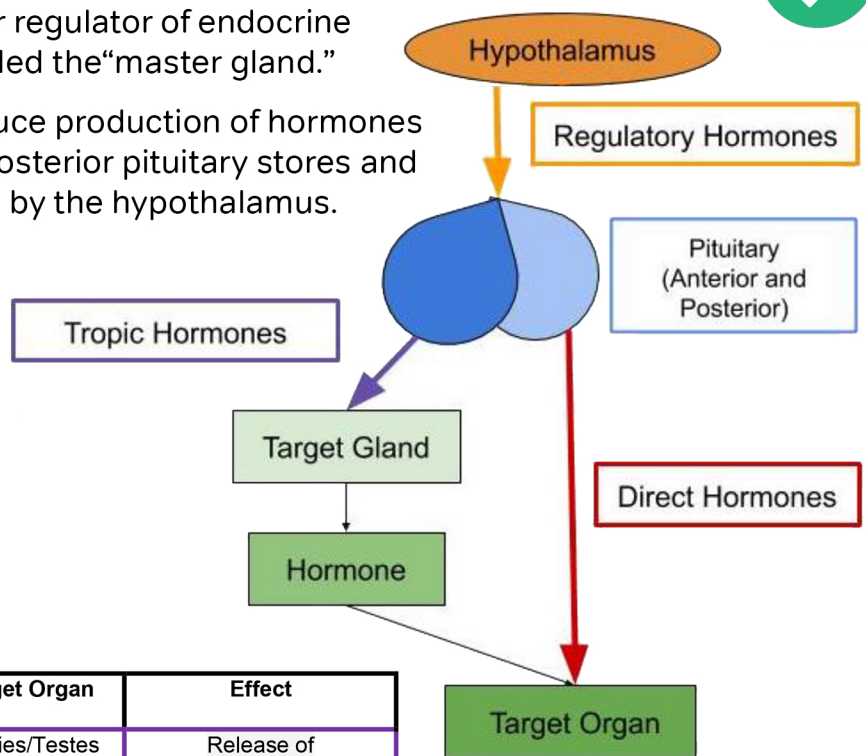 r regulator of endocrine
led the“master gland.”
uce production of hormones
osterior pituitary stores and
by the hypothalamus.
Hypothalamus
Regulatory Hormones
Pituitary
(Anterior and
Posterior)
Tropic Hormones
Target Gland
Direct Hormones
Hormone
Target Organ
get Organ
Effect
ies/Testes
Release of